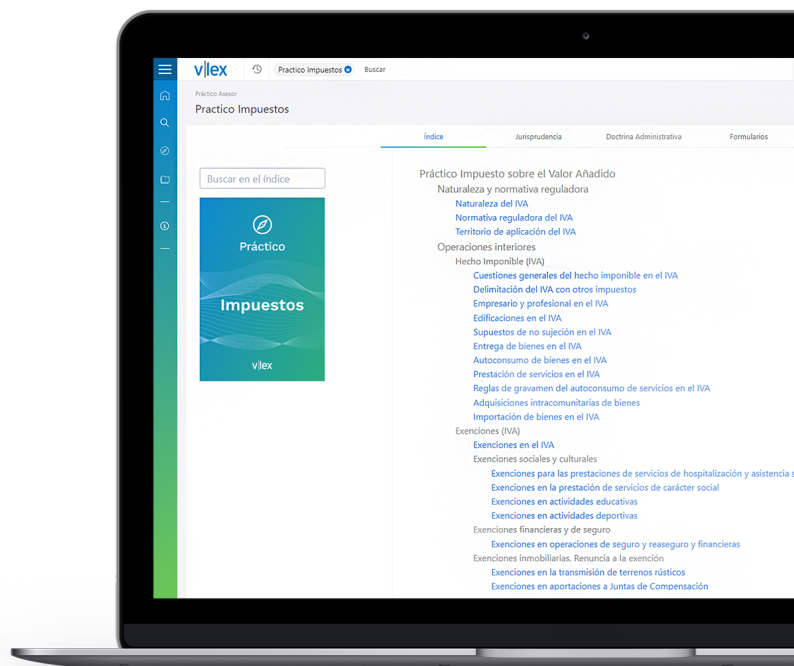 vlex
Practico Impuestos
Buscar
Práctico Asesor
Practico Impuestos
Índice
Jurisprudencia
Doctrina Administrativa
Formularios
Buscar en el índice
Práctico
Impuestos
vlex
Práctico Impuesto sobre el Valor Añadido
Naturaleza y normativa reguladora
Naturaleza del IVA
Normativa reguladora del IVA
Territorio de aplicación del IVA
Operaciones interiores
Hecho Imponible (IVA)
Cuestiones generales del hecho imponible en el IVA
Delimitación del IVA con otros impuestos
Empresario y profesional en el IVA
Edificaciones en el IVA
Supuestos de no sujeción en el IVA
Entrega de bienes en el IVA
Autoconsumo de bienes en el IVA
Prestación de servicios en el IVA
Reglas de gravamen del autoconsumo de servicios en el IVA
Adquisiciones intracomunitarias de bienes
Importación de bienes en el IVA
Exenciones (IVA)
Exenciones en el IVA
Exenciones sociales y culturales
Exenciones para las prestaciones de servicios de hospitalización y asistencia s
Exenciones en la prestación de servicios de carácter social
Exenciones en actividades educativas
Exenciones en actividades deportivas
Exenciones financieras y de seguro
Exenciones en operaciones de seguro y reaseguro y financieras
Exenciones inmobiliarias. Renuncia a la exención
Exenciones en la transmisión de terrenos rústicos
Exenciones en aportaciones a Juntas de Compensación